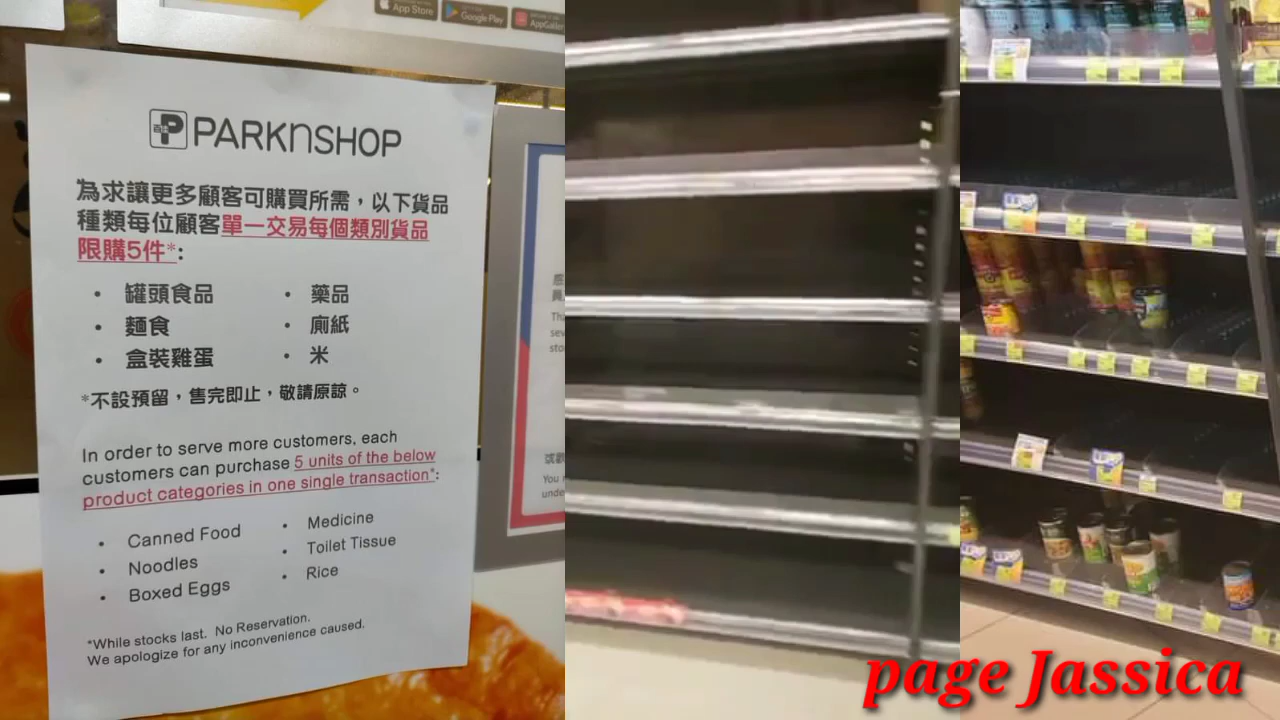 App Store
Google Play
AppGallery
PARKNSHOP
為求讓更多顧客可購買所需，以下貨品
種類每位顧客單一交易每個類別貨品
限購5件*:
• 罐頭食品
• 藥品
• 麵食
• 廁紙
• 盒裝雞蛋
• 米
*不設預留，售完即止，敬請原諒。
In order to serve more customers, each
customers can purchase 5 units of the below
product categories in one single transaction*:
• Canned Food
• Medicine
• Noodles
• Toilet Tissue
• Boxed Eggs
• Rice
*While stocks last. No Reservation.
We apologize for any inconvenience caused.
page Jassica